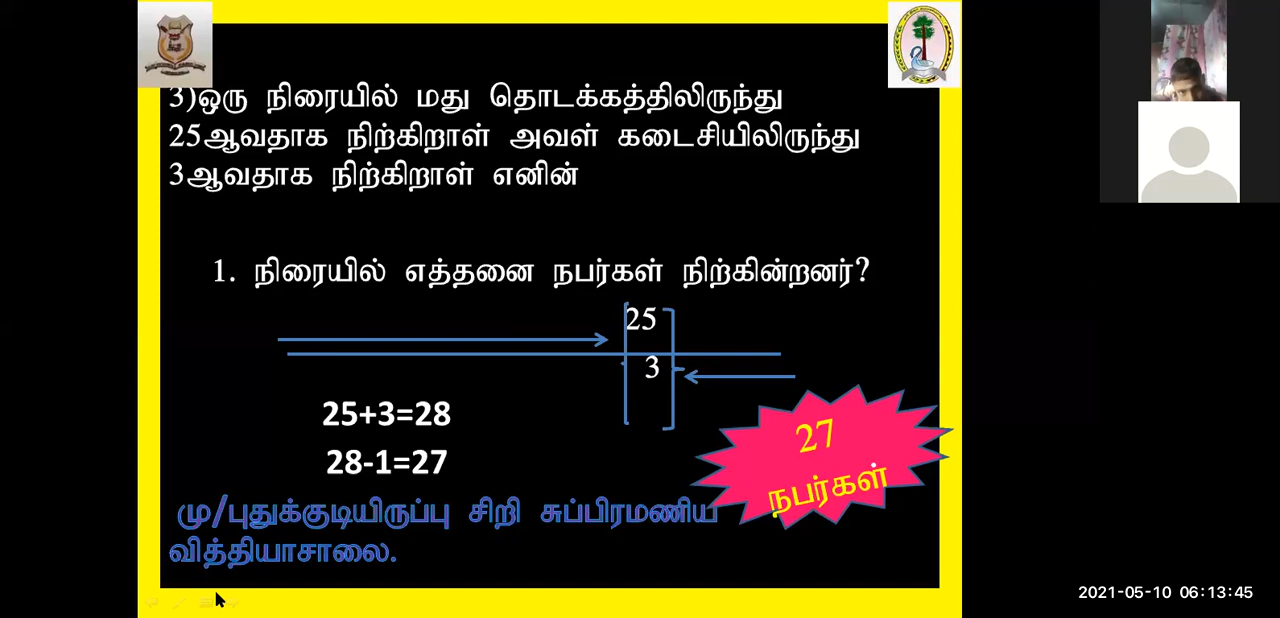 3)ஒரு நிரையில் மது தொடக்கத்திலிருந்து
25ஆவதாக நிற்கிறாள் அவள் கடைசியிலிருந்து
3ஆவதாக நிற்கிறாள் எனின்
1. நிரையில் எத்தனை நபர்கள் நிற்கின்றனர்?
25
3
25+3=28
28-1=27
27
நபர்கள்
மு/புதுக்குடியிருப்பு சிறி சுப்பிரமணிய
வித்தியாசாலை.
2021-05-10 06:13:45